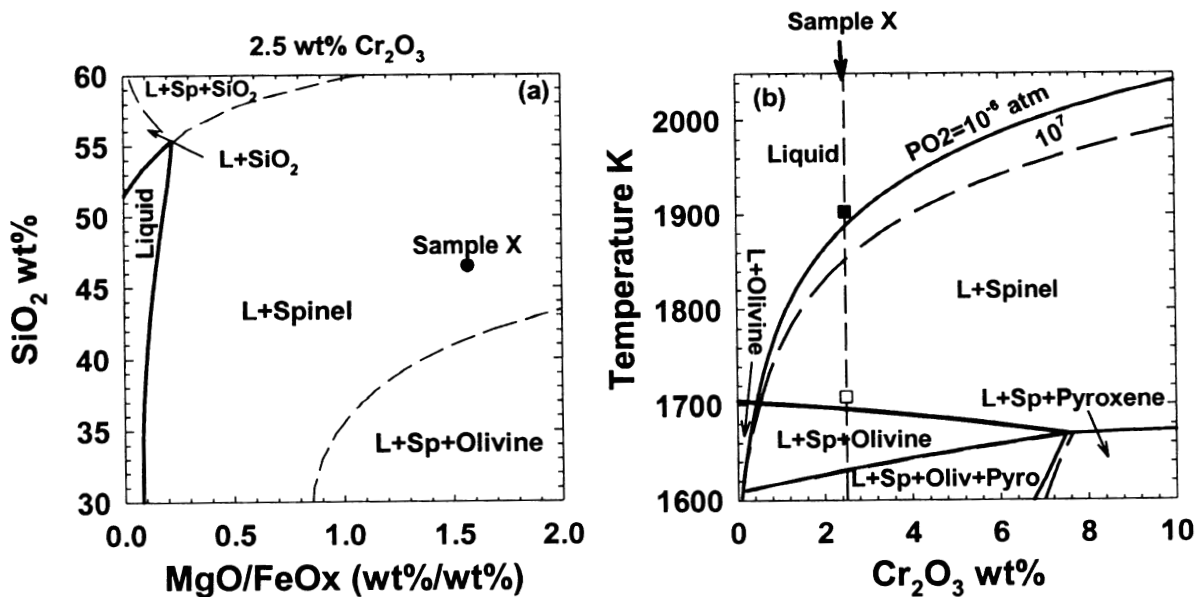 2.5 wt% Cr₂O₃
(a)
L+Sp+SiO₂
L+SiO₂
Liquid
Sample X
L+Spinel
L+Sp+Olivine
60
55
50
45
40
35
30
SiO₂ wt%
0.0 0.5 1.0 1.5 2.0
MgO/FeOx (wt%/wt%)
Sample X
(b)
PO2=10⁻⁶ atm
10⁷
Liquid
L+Olivine
L+Spinel
L+Sp+Pyroxene
L+Sp+Olivine
L+Sp+Oliv+Pyro
2000
1900
1800
1700
1600
Temperature K
0 2 4 6 8 10
Cr₂O₃ wt%